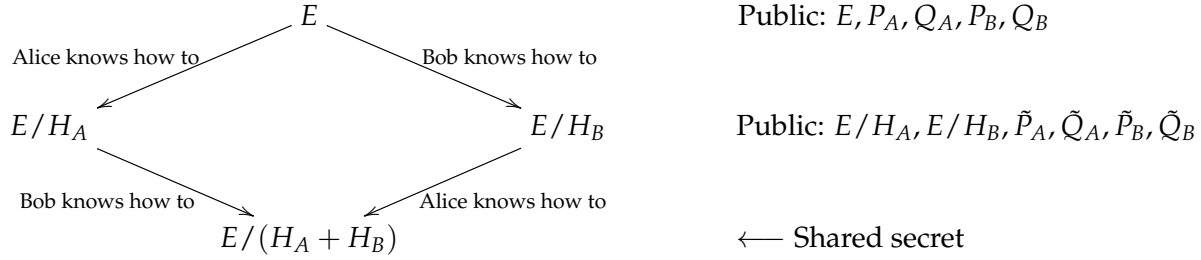 E Public: E, P_A, Q_A, P_B, Q_B
Alice knows how to Bob knows how to
E/H_A E/H_B Public: E/H_A, E/H_B, P̃_A, Q̃_A, P̃_B, Q̃_B
Bob knows how to Alice knows how to
E/(H_A + H_B) ⟵ Shared secret